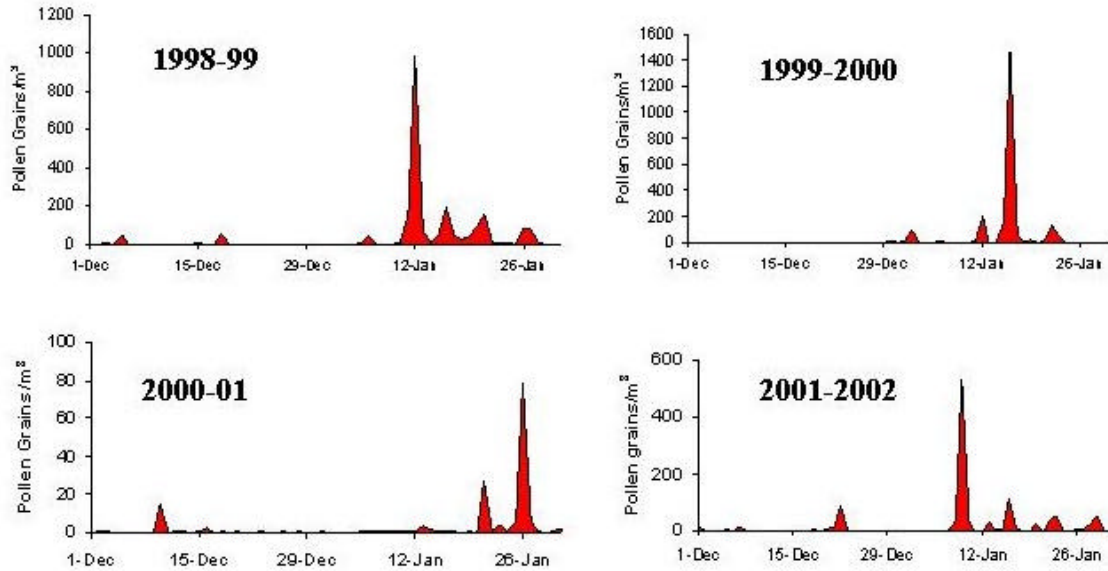 1998-99
Pollen Grains/m³
1200
1000
800
600
400
200
0
1-Dec
15-Dec
29-Dec
12-Jan
26-Jan
1999-2000
Pollen Grains/m³
1600
1400
1200
1000
800
600
400
200
0
1-Dec
15-Dec
29-Dec
12-Jan
26-Jan
2000-01
Pollen Grains/m³
100
80
60
40
20
0
1-Dec
15-Dec
29-Dec
12-Jan
26-Jan
2001-2002
Pollen grains/m³
600
400
200
0
1-Dec
15-Dec
29-Dec
12-Jan
26-Jan